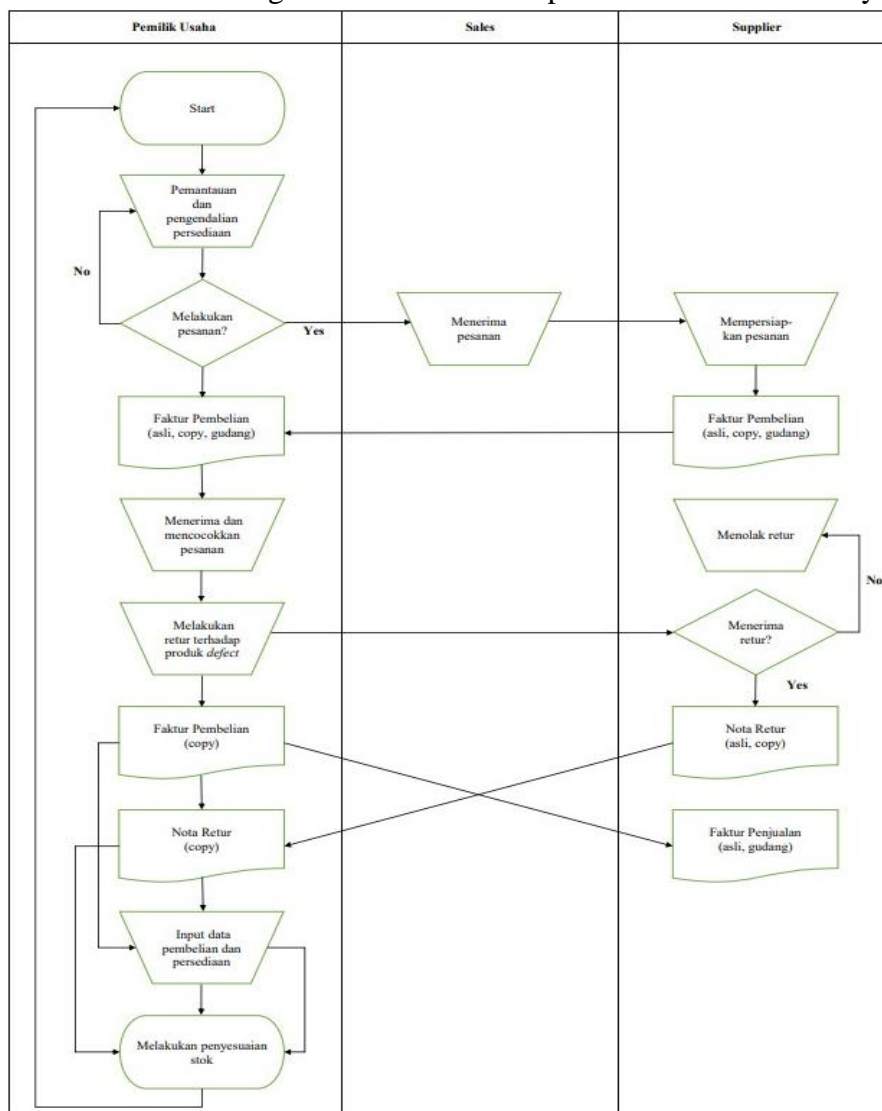 Pemilik Usaha
Sales
Supplier
Start
Pemantauan
dan
pengendalian
persediaan
No
Melakukan
pesanan?
Yes
Menerima
pesanan
Mempersiap-
kan pesanan
Faktur Pembelian
(asli, copy, gudang)
Faktur Pembelian
(asli, copy, gudang)
Menerima dan
mencocokkan
pesanan
Menolak retur
No
Melakukan
retur terhadap
produk defect
Menerima
retur?
Yes
Faktur Pembelian
(copy)
Nota Retur
(asli, copy)
Nota Retur
(copy)
Faktur Penjualan
(asli, gudang)
Input data
pembelian dan
persediaan
Melakukan penyesuaian
stok